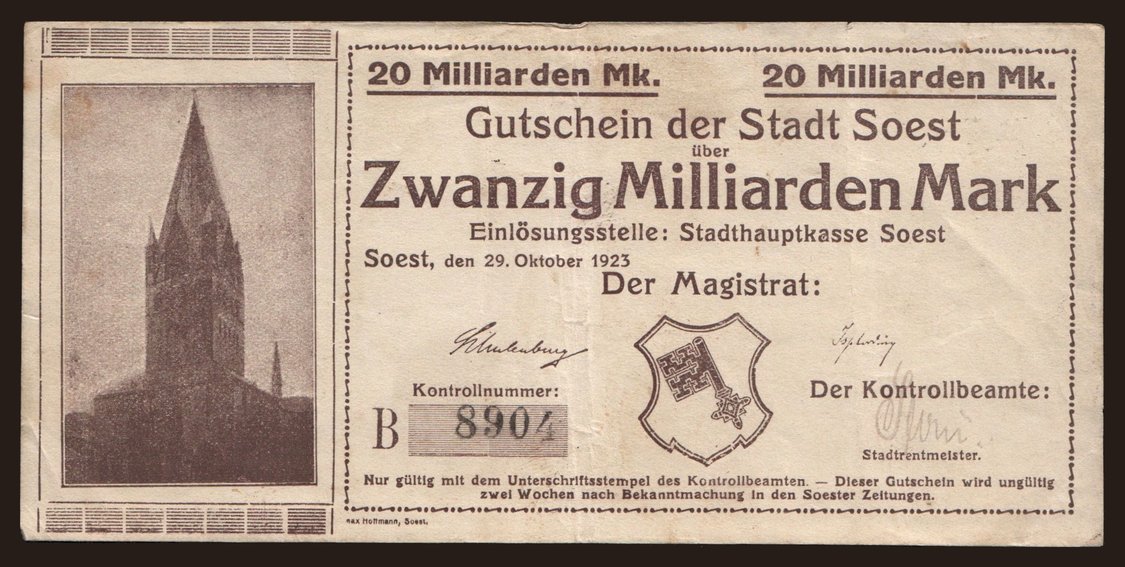 20 Milliarden Mk. 20 Milliarden Mk.
Gutschein der Stadt Soest
über
Zwanzig Milliarden Mark
Einlösungsstelle: Stadthauptkasse Soest
Soest, den 29. Oktober 1923
Der Magistrat:
Kontrollnummer:
B 8904
Der Kontrollbeamte:
Stadtrentmeister.
Nur gültig mit dem Unterschriftsstempel des Kontrollbeamten. — Dieser Gutschein wird ungültig
zwei Wochen nach Bekanntmachung in den Soester Zeitungen.
Max Hoffmann, Soest.